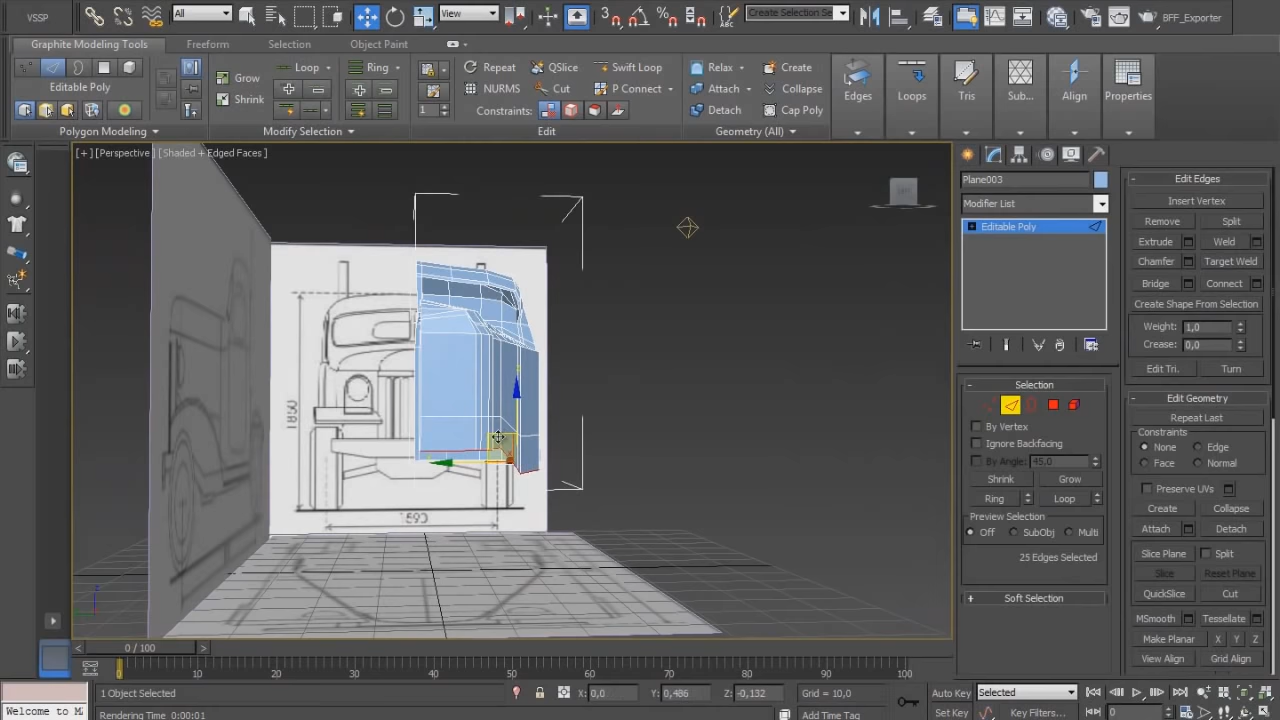 VSSP
All
View
Create Selection Se
BFF_Exporter
Graphite Modeling Tools
Freeform
Selection
Object Paint
Loop
Ring
Repeat
QSlice
Swift Loop
Relax
Create
Grow
Editable Poly
Shrink
NURMS
Cut
P Connect
Attach
Collapse
Edges
Loops
Tris
Sub...
Align
Properties
1
Constraints:
Detach
Cap Poly
Polygon Modeling
Modify Selection
Edit
Geometry (All)
[ + ] [Perspective ] [Shaded + Edged Faces ]
1850
1590
Plane003
Modifier List
Editable Poly
Selection
By Vertex
Ignore Backfacing
By Angle: 45.0
Shrink
Grow
Ring
Loop
Preview Selection
Off
SubObj
Multi
25 Edges Selected
Soft Selection
Edit Edges
Insert Vertex
Remove
Split
Extrude
Weld
Chamfer
Target Weld
Bridge
Connect
Create Shape From Selection
Weight: 1,0
Crease: 0,0
Edit Tri.
Turn
Edit Geometry
Repeat Last
Constraints
None
Edge
Face
Normal
Preserve UVs
Create
Collapse
Attach
Detach
Slice Plane
Split
Slice
Reset Plane
QuickSlice
Cut
MSmooth
Tessellate
Make Planar
X
Y
Z
View Align
Grid Align
< 0 / 100 >
0 10 20 30 40 50 60 70 80 90 100
1 Object Selected
X: 0,0
Y: 0,486
Z: -0,132
Grid = 10,0
Auto Key
Selected
Welcome to M
Rendering Time 0:00:01
Add Time Tag
Set Key
Key Filters...
0